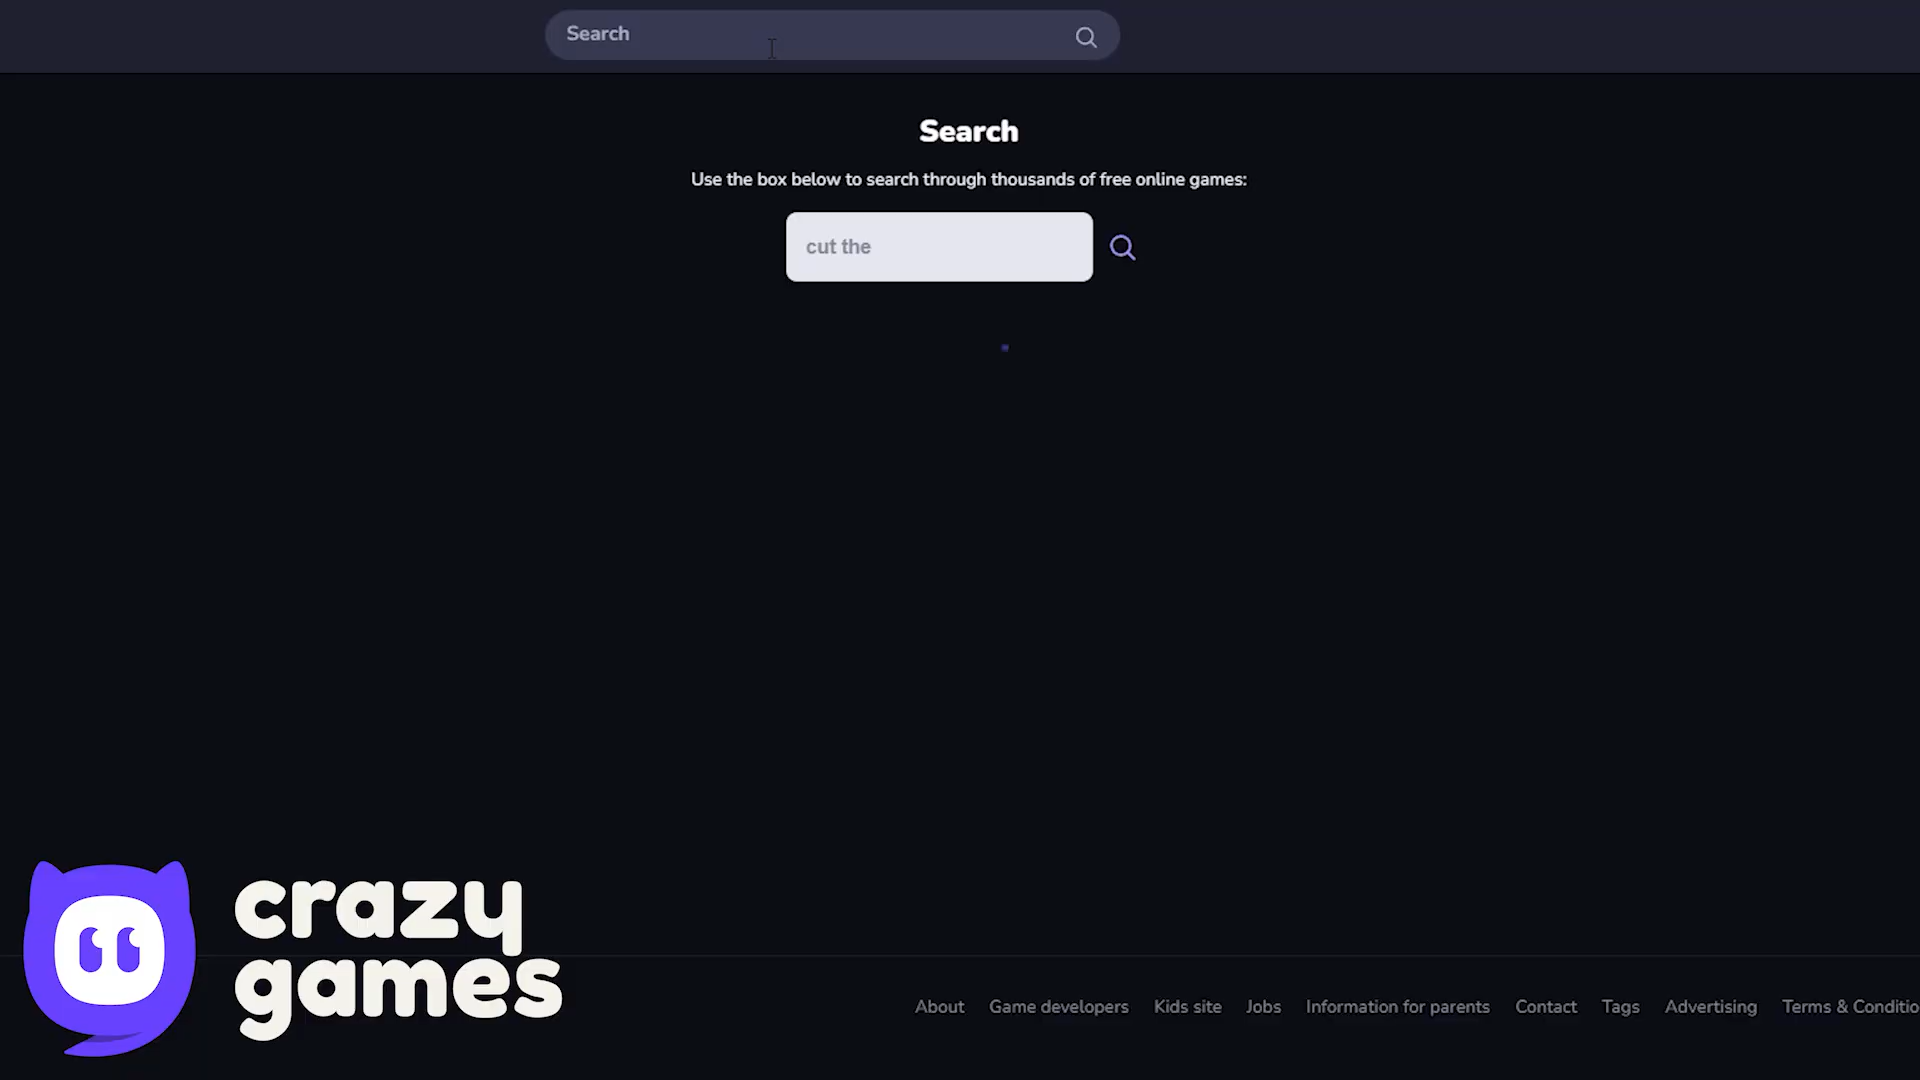 Search
Search
Use the box below to search through thousands of free online games:
cut the
crazy
games
About Game developers Kids site Jobs Information for parents Contact Tags Advertising Terms & Conditio